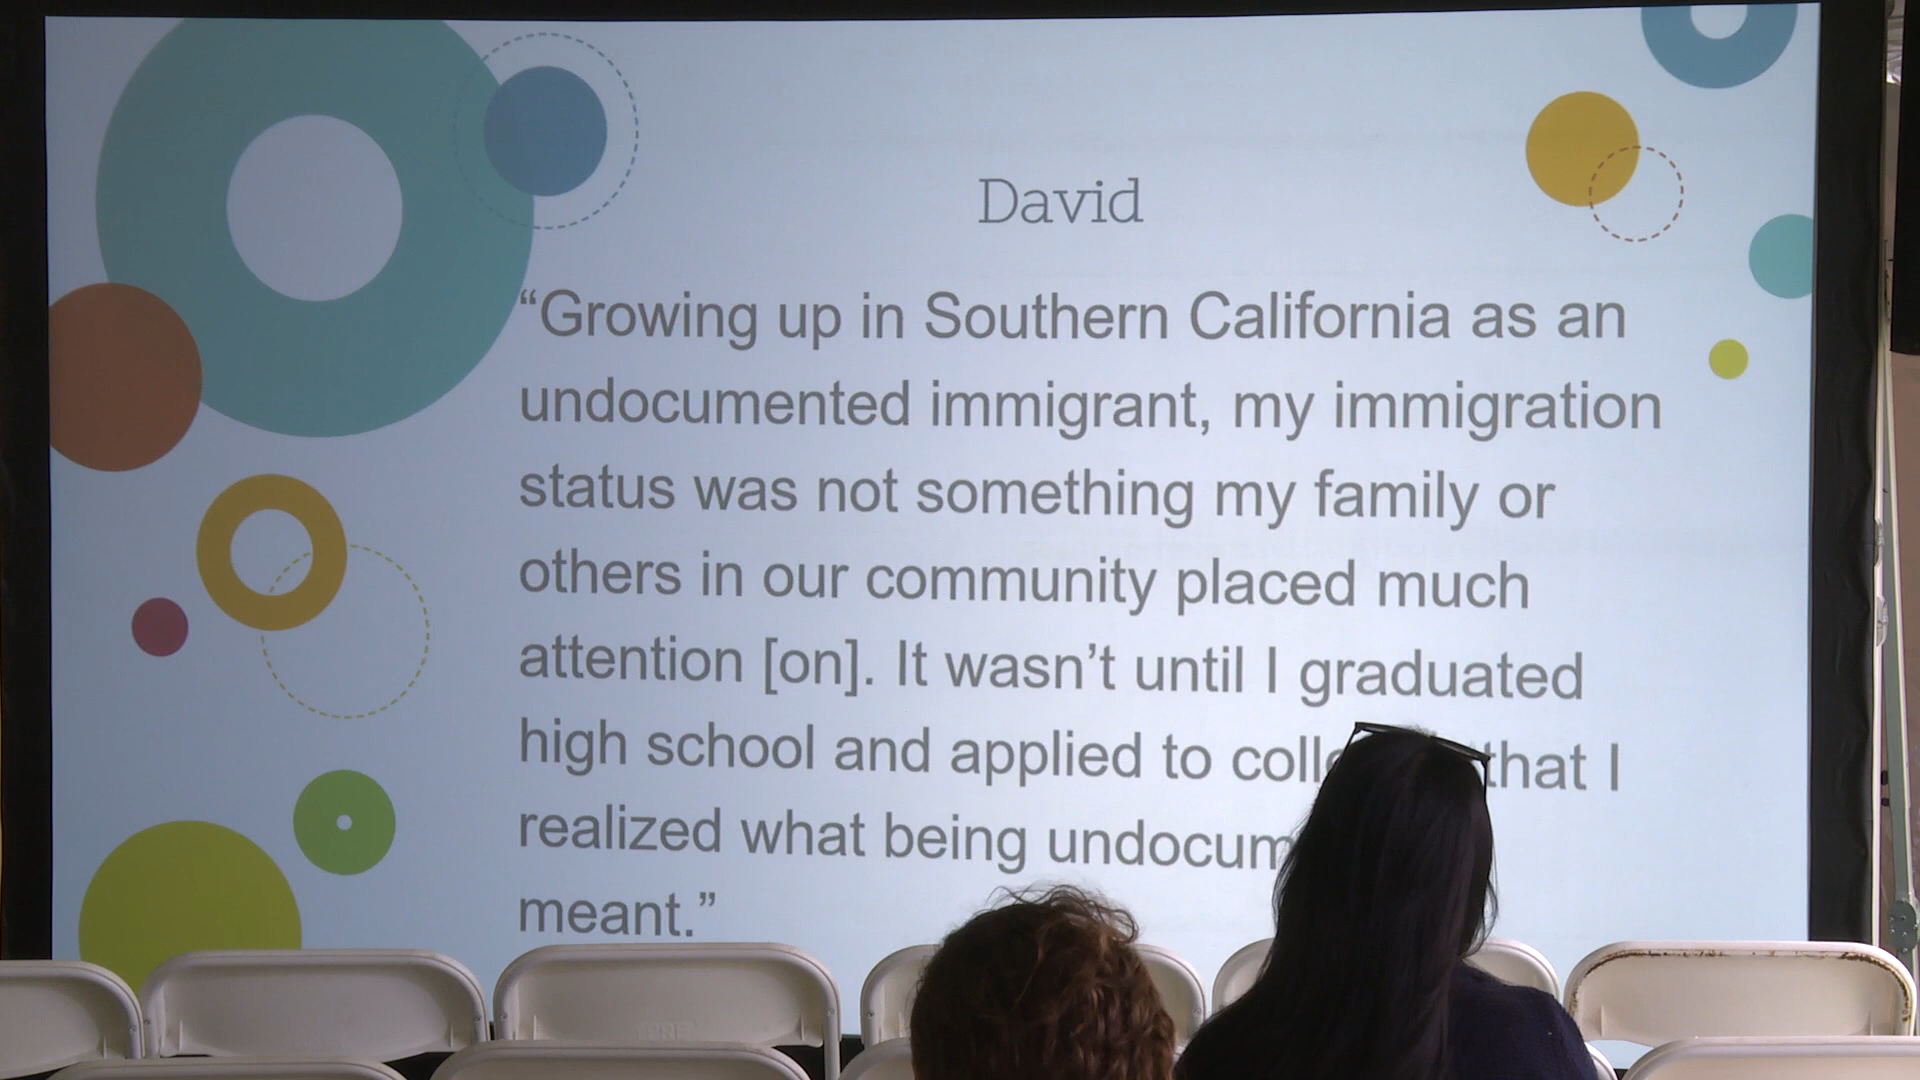 David
“Growing up in Southern California as an
undocumented immigrant, my immigration
status was not something my family or
others in our community placed much
attention [on]. It wasn’t until I graduated
high school and applied to that I
realized what being
meant.”